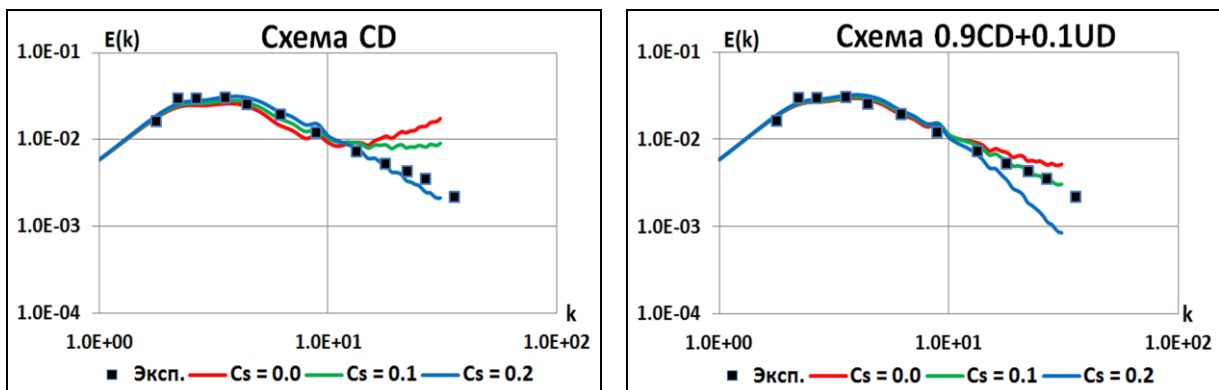 E(k) Схема CD
1.0E-01
1.0E-02
1.0E-03
1.0E-04
k
1.0E+00 1.0E+01 1.0E+02
Эксп. Cs = 0.0 Cs = 0.1 Cs = 0.2
E(k) Схема 0.9CD+0.1UD
1.0E-01
1.0E-02
1.0E-03
1.0E-04
k
1.0E+00 1.0E+01 1.0E+02
Эксп. Cs = 0.0 Cs = 0.1 Cs = 0.2